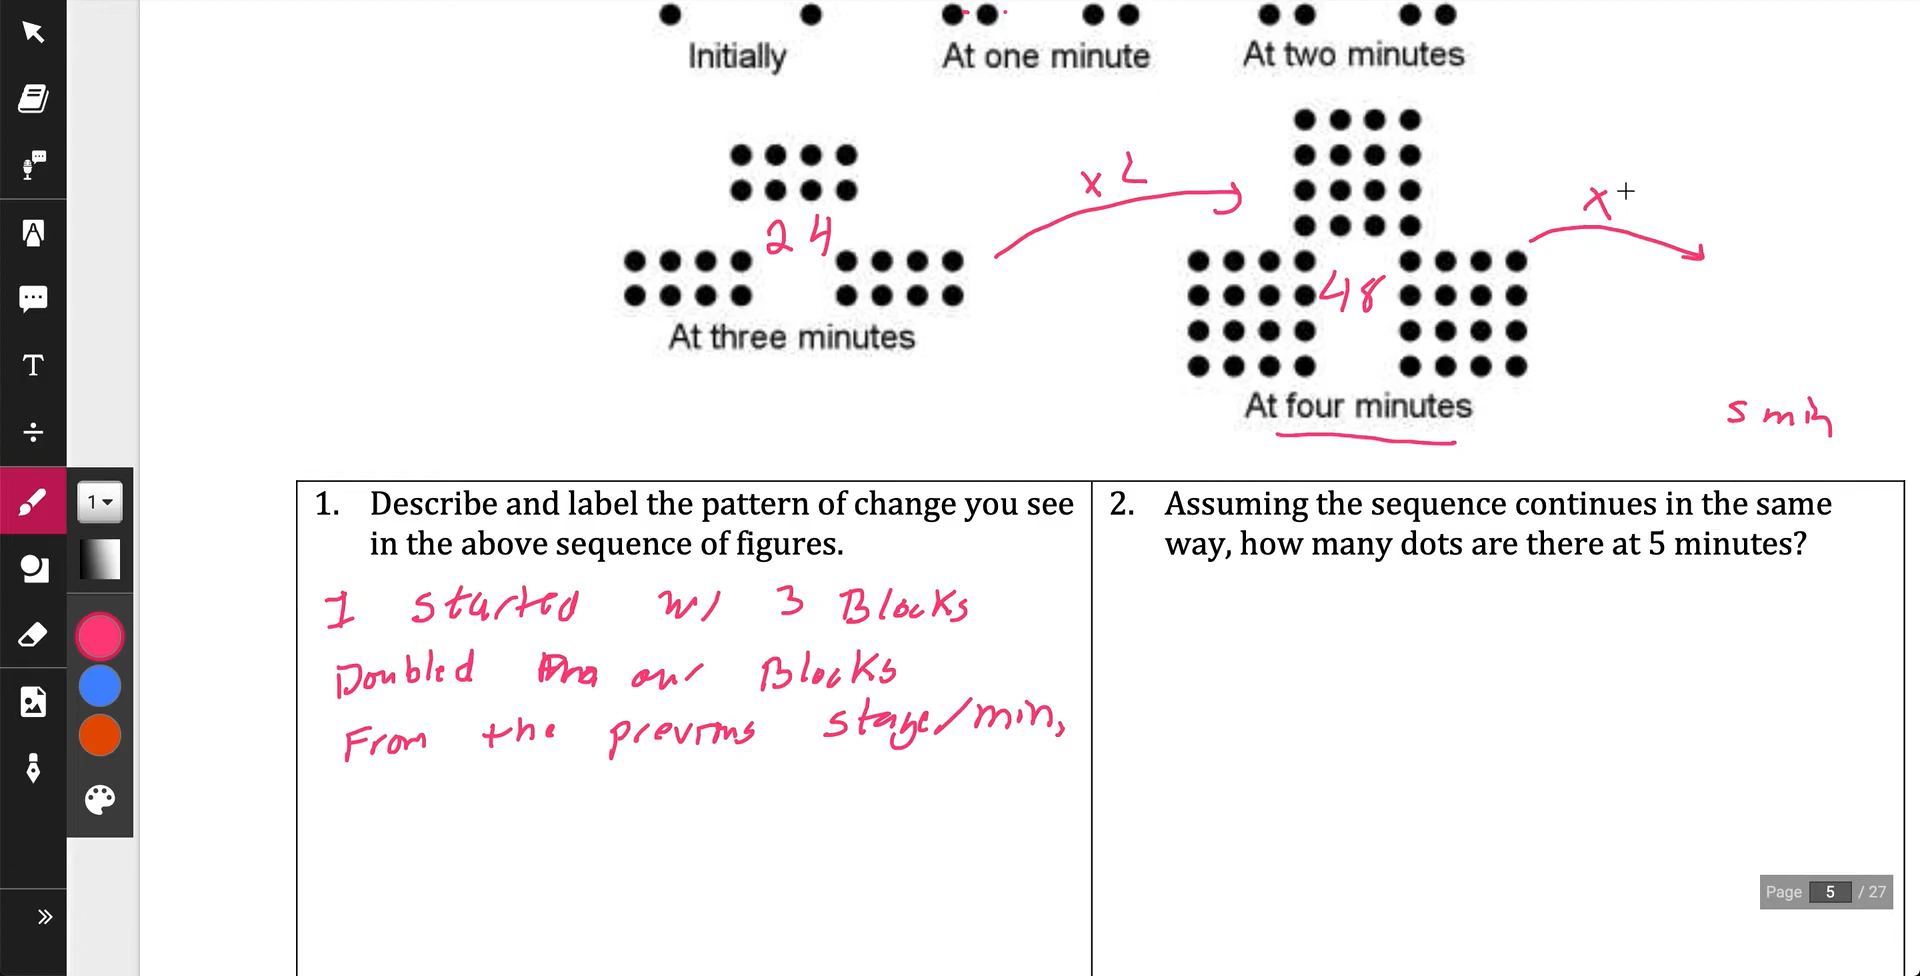 Initially At one minute At two minutes
x 2
x
24
48
At three minutes
At four minutes
5 min
1. Describe and label the pattern of change you see
in the above sequence of figures.
I started w/ 3 Blocks
Doubled our Blocks
From the previous stage/min,
2. Assuming the sequence continues in the same
way, how many dots are there at 5 minutes?
1
T
Page 5 / 27